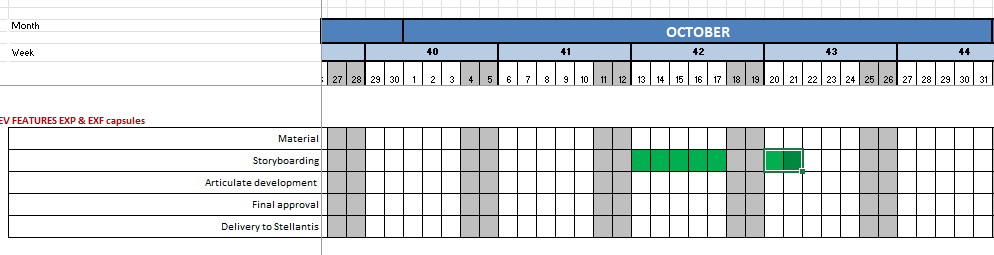 Month OCTOBER
Week 40 41 42 43 44
27 28 29 30 1 2 3 4 5 6 7 8 9 10 11 12 13 14 15 16 17 18 19 20 21 22 23 24 25 26 27 28 29 30 31
EV FEATURES EXP & EXF capsules
Material
Storyboarding
Articulate development
Final approval
Delivery to Stellantis